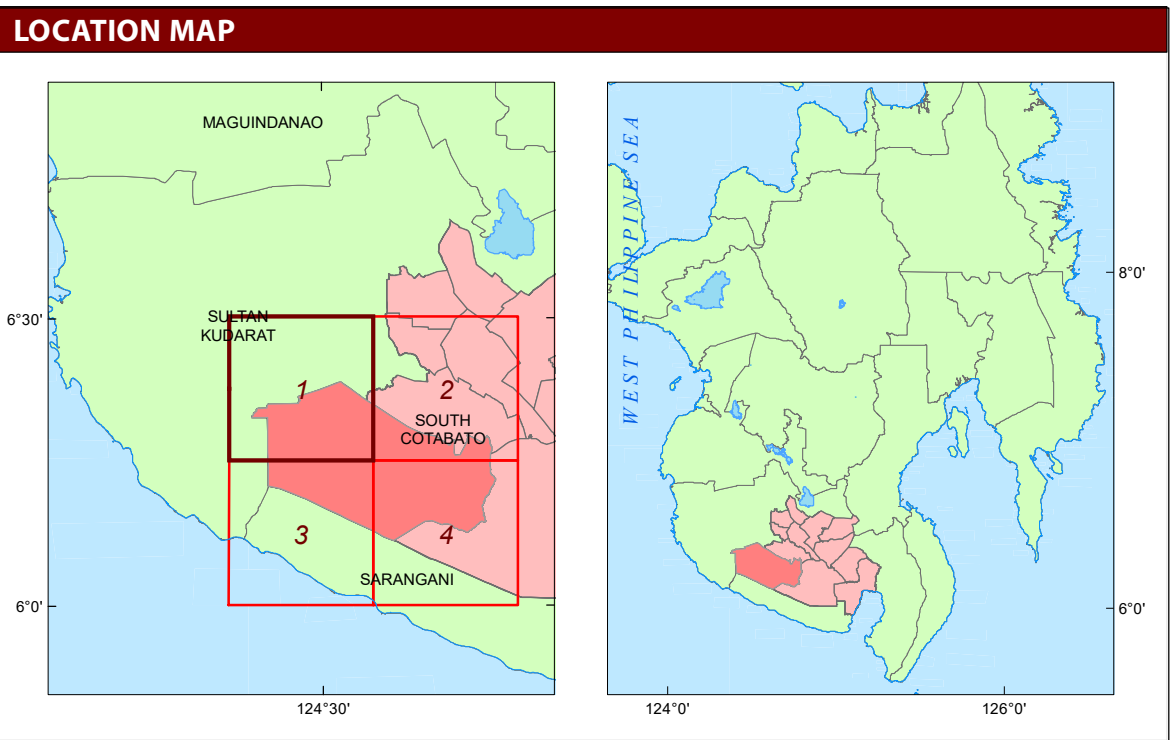 LOCATION MAP
MAGUINDANAO
6°30'
SULTAN
KUDARAT
1
2
SOUTH
COTABATO
3
4
SARANGANI
6°0'
124°30'
WEST PHILIPPINE SEA
8°0'
6°0'
124°0'
126°0'